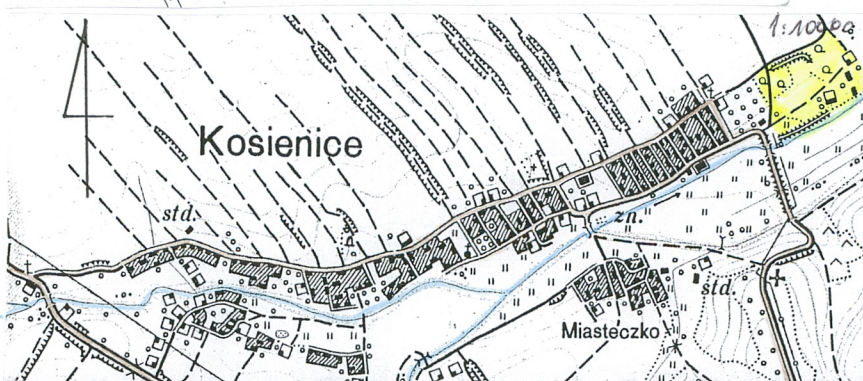 1:10000
Kosienice
std.
zn.
std.
Miasteczko